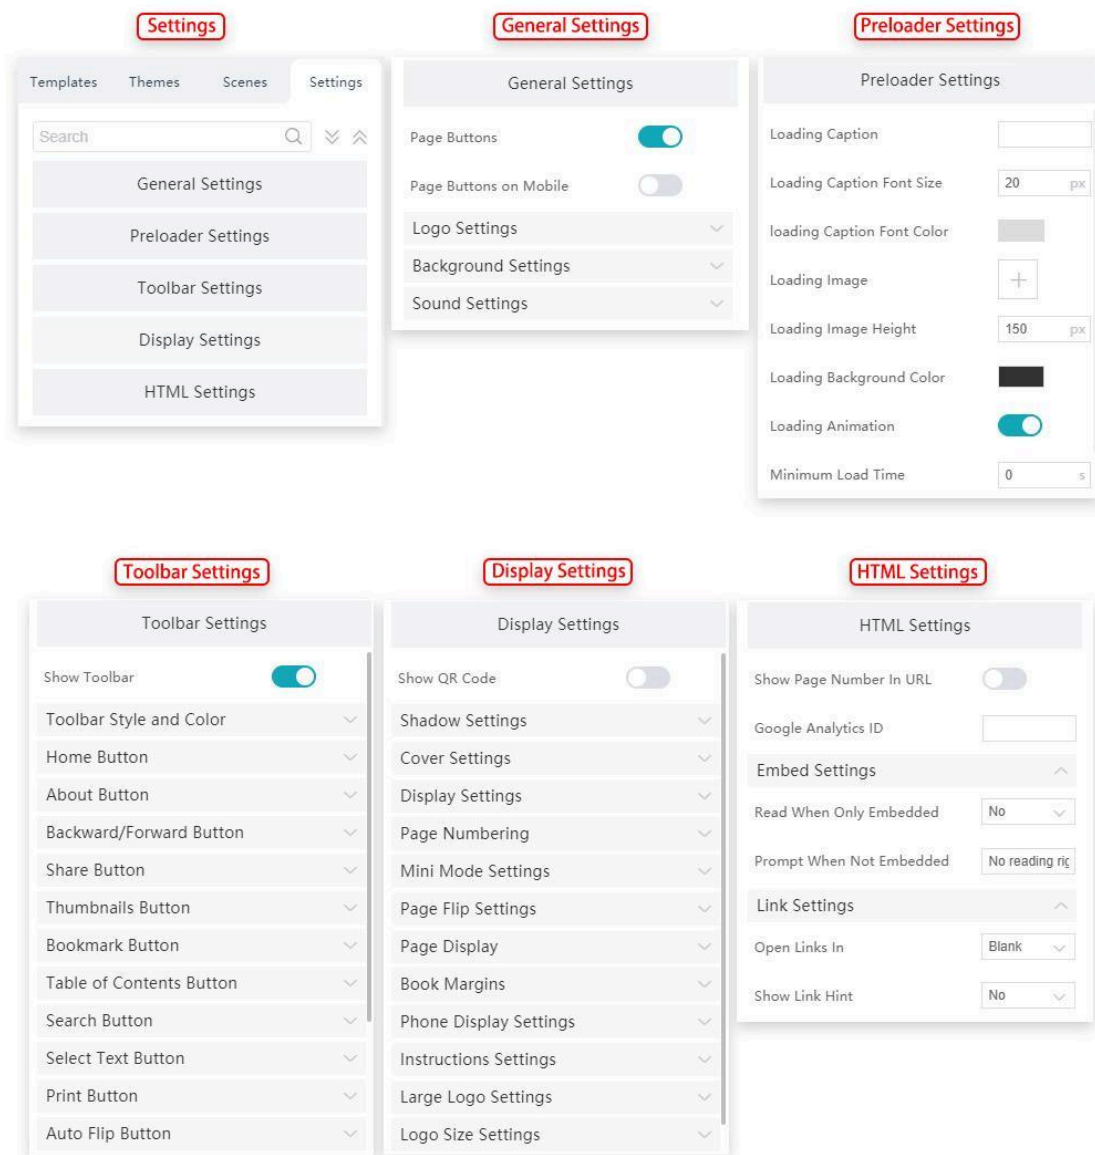 Settings
General Settings
Preloader Settings
Templates Themes Scenes Settings
Search
General Settings
Preloader Settings
Toolbar Settings
Display Settings
HTML Settings
General Settings
Page Buttons
Page Buttons on Mobile
Logo Settings
Background Settings
Sound Settings
Preloader Settings
Loading Caption
Loading Caption Font Size 20 px
loading Caption Font Color
Loading Image
Loading Image Height 150 px
Loading Background Color
Loading Animation
Minimum Load Time 0 s
Toolbar Settings
Display Settings
HTML Settings
Toolbar Settings
Show Toolbar
Toolbar Style and Color
Home Button
About Button
Backward/Forward Button
Share Button
Thumbnails Button
Bookmark Button
Table of Contents Button
Search Button
Select Text Button
Print Button
Auto Flip Button
Display Settings
Show QR Code
Shadow Settings
Cover Settings
Display Settings
Page Numbering
Mini Mode Settings
Page Flip Settings
Page Display
Book Margins
Phone Display Settings
Instructions Settings
Large Logo Settings
Logo Size Settings
HTML Settings
Show Page Number In URL
Google Analytics ID
Embed Settings
Read When Only Embedded No
Prompt When Not Embedded No reading rig
Link Settings
Open Links In Blank
Show Link Hint No